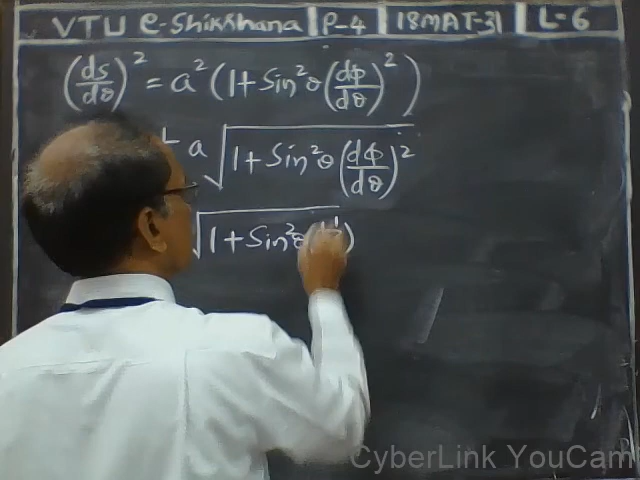 VTU e-Shikshana | P-4 | 18MAT-31 | L-6
(ds/dθ)² = a² (1+Sin²θ (dϕ/dθ)²)
a √1+Sin²θ (dϕ/dθ)²
√1+Sin²θ
CyberLink YouCam